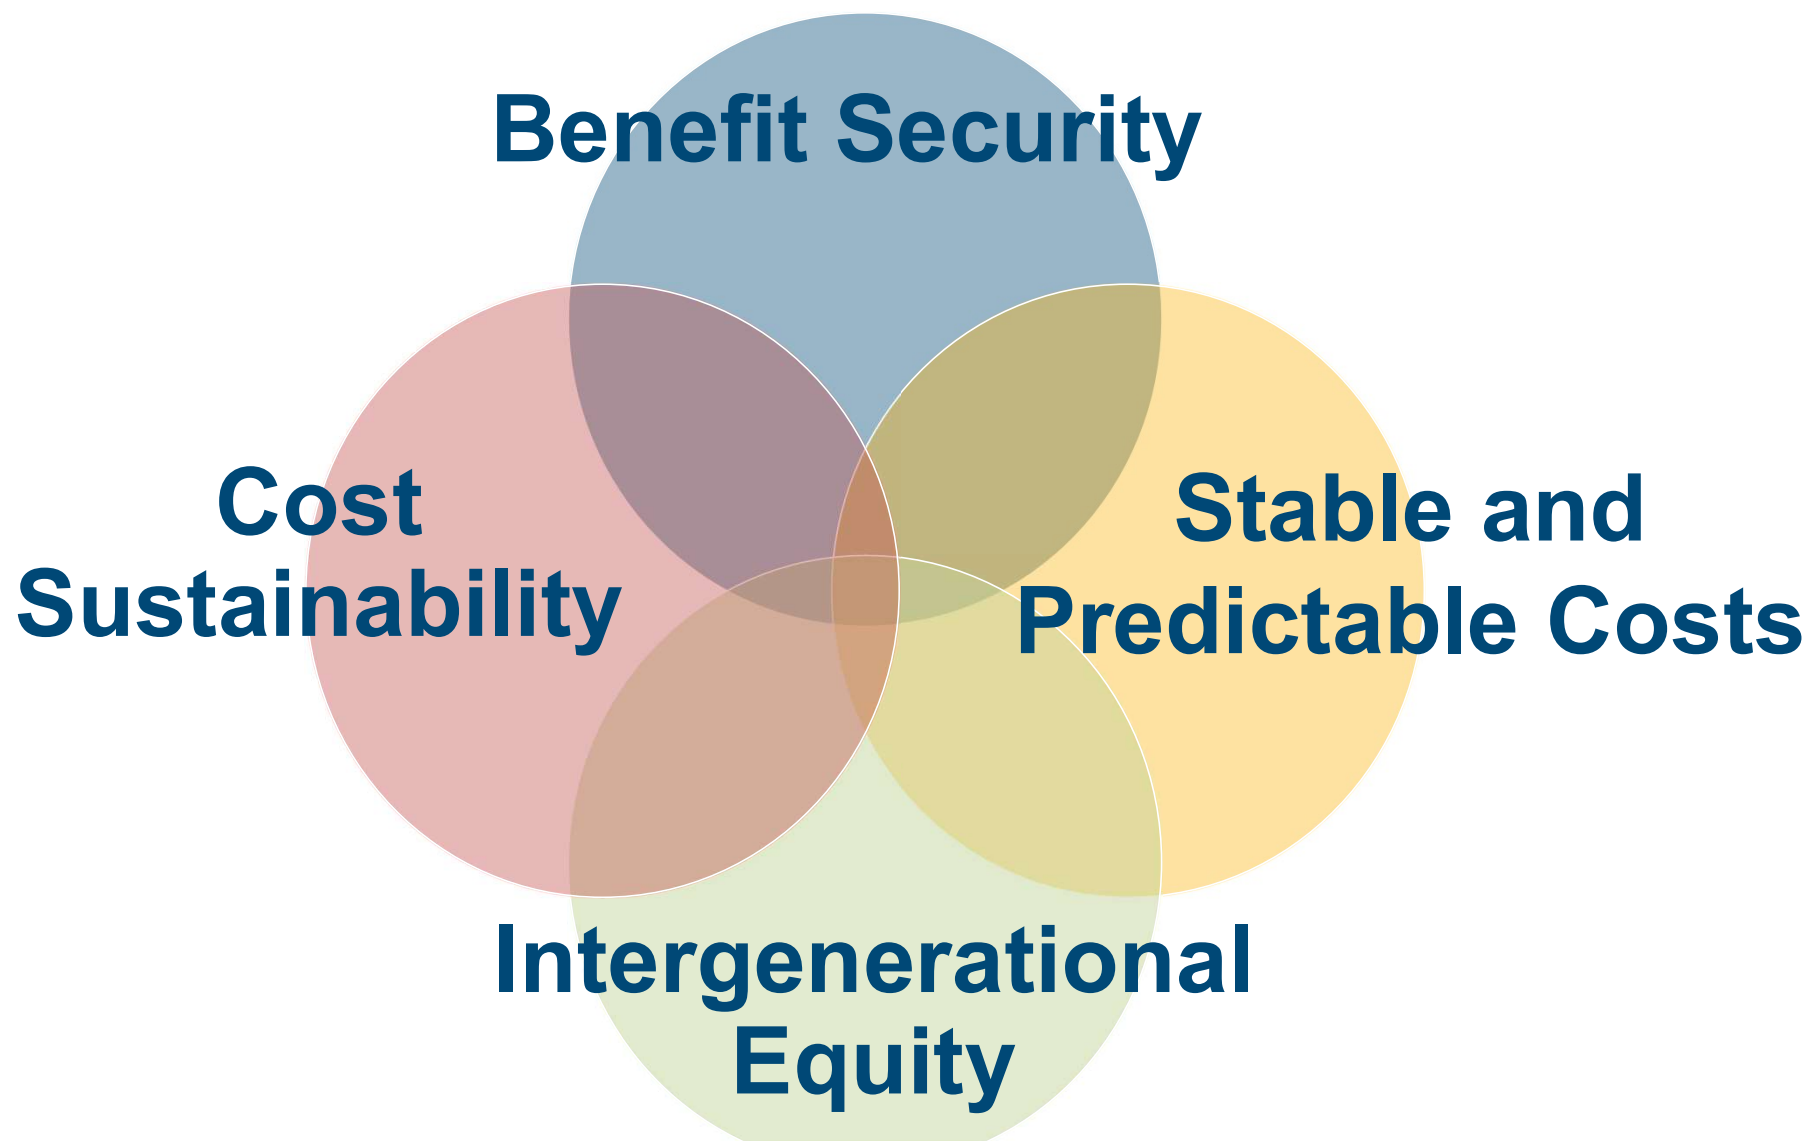 Benefit Security
Cost
Sustainability
Stable and
Predictable Costs
Intergenerational
Equity